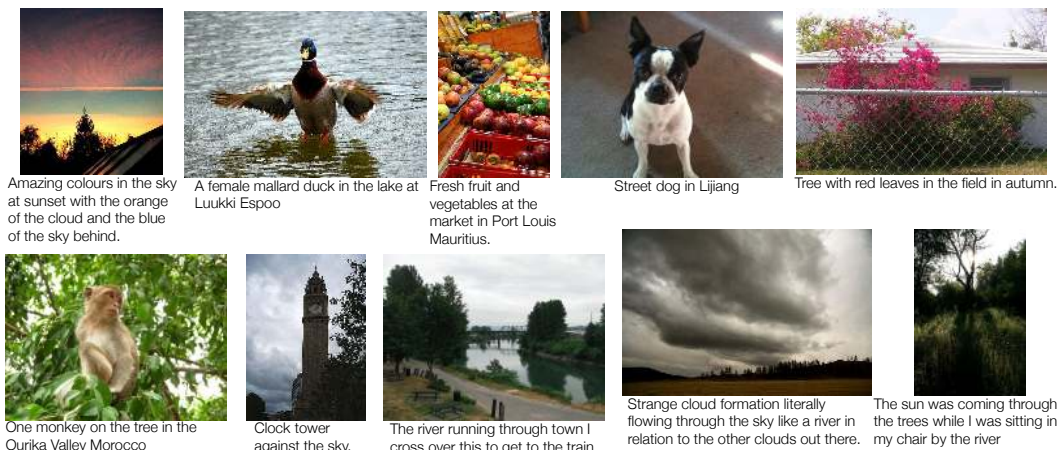 Amazing colours in the sky
at sunset with the orange
of the cloud and the blue
of the sky behind.
A female mallard duck in the lake at
Luukki Espoo
Fresh fruit and
vegetables at the
market in Port Louis
Mauritius.
Street dog in Lijiang
Tree with red leaves in the field in autumn.
One monkey on the tree in the
Ourika Valley Morocco
Clock tower
against the sky.
The river running through town I
cross over this to get to the train
Strange cloud formation literally
flowing through the sky like a river in
relation to the other clouds out there.
The sun was coming through
the trees while I was sitting in
my chair by the river